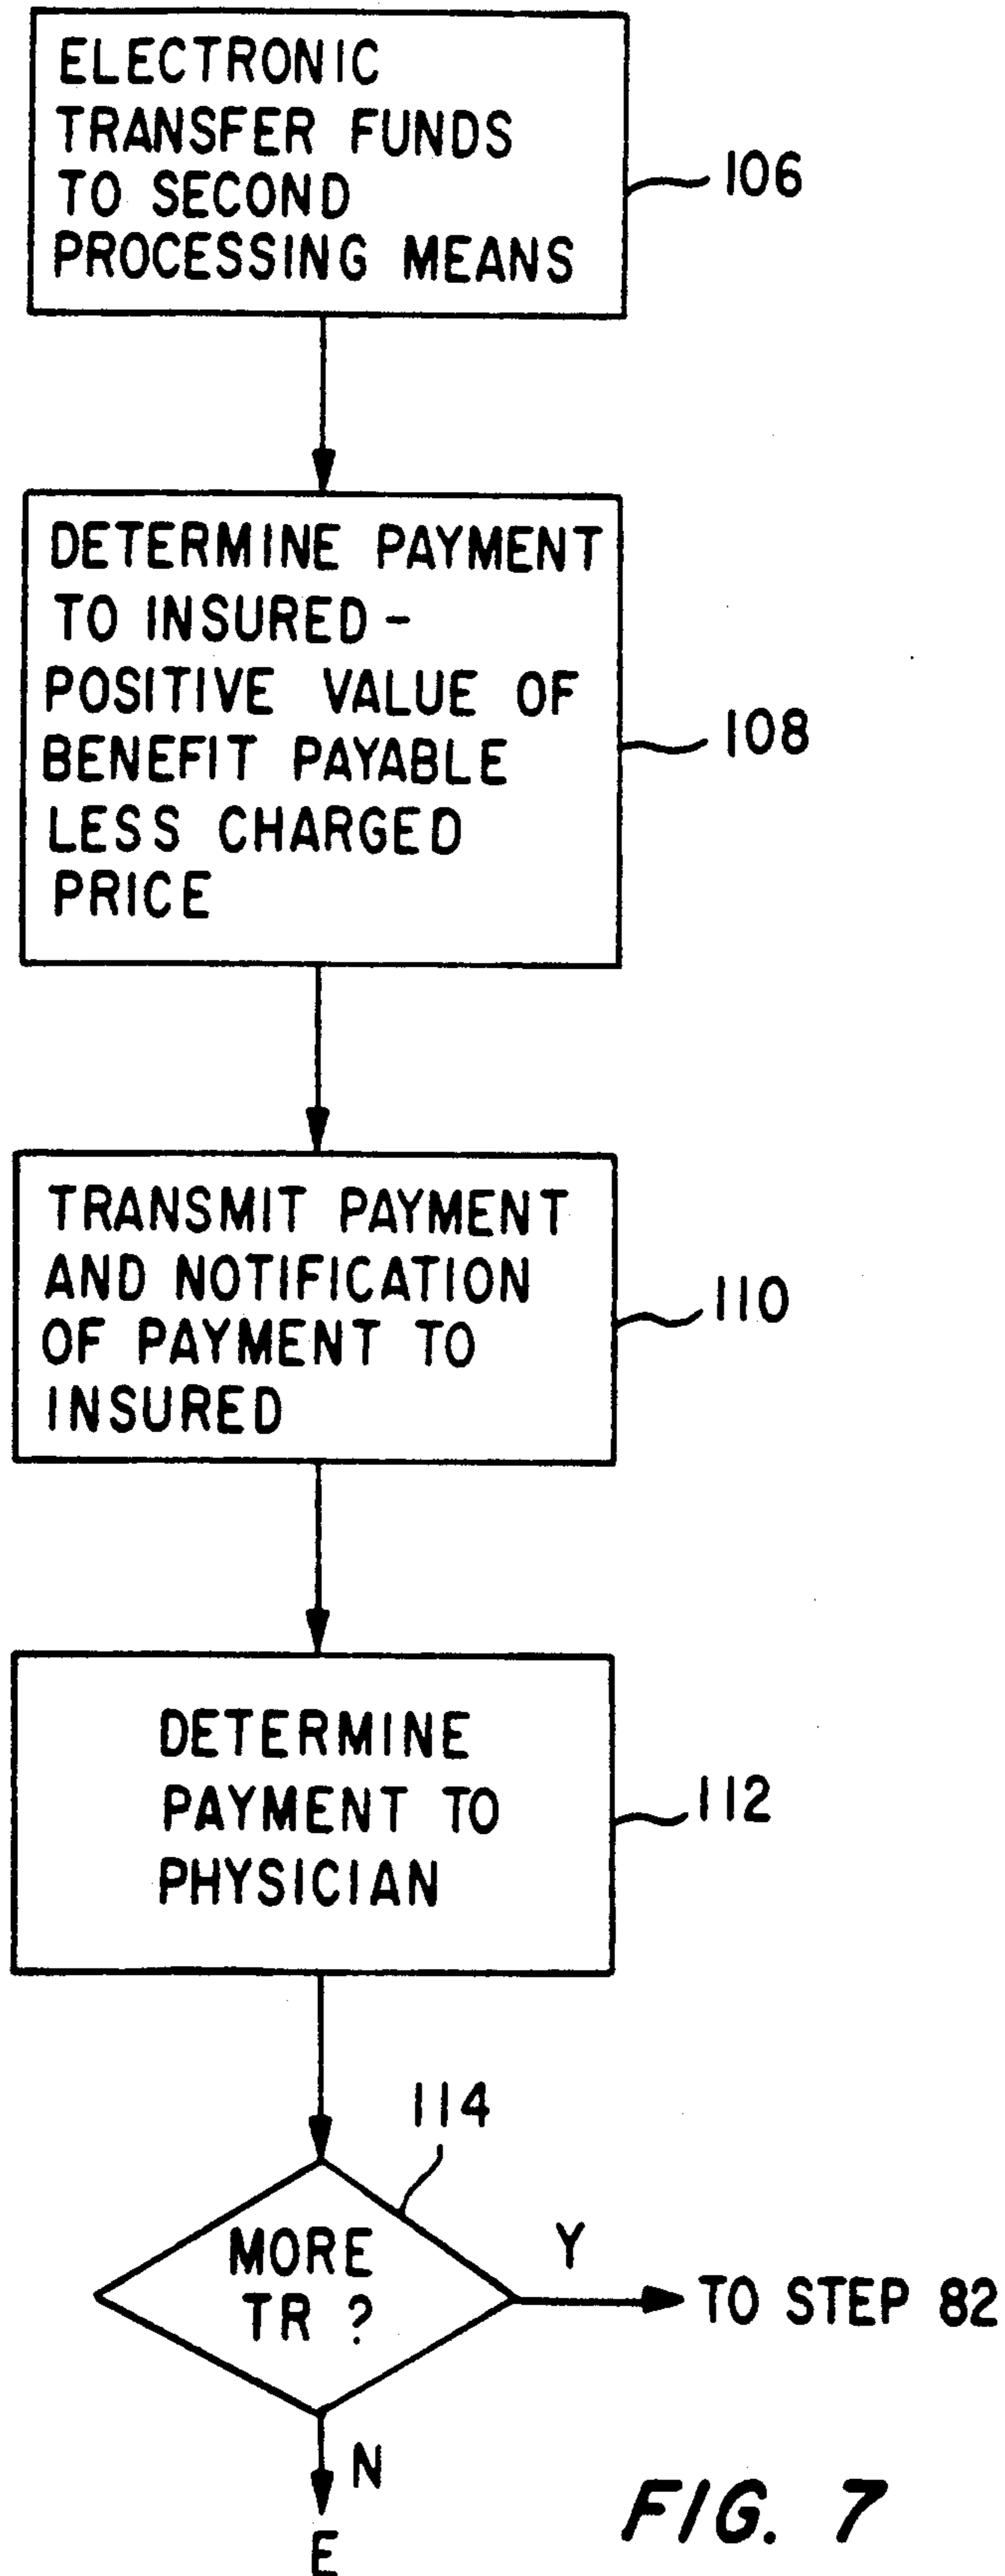 ELECTRONIC
TRANSFER FUNDS
TO SECOND
PROCESSING MEANS
106
DETERMINE PAYMENT
TO INSURED -
POSITIVE VALUE OF
BENEFIT PAYABLE
LESS CHARGED
PRICE
108
TRANSMIT PAYMENT
AND NOTIFICATION
OF PAYMENT TO
INSURED
110
DETERMINE
PAYMENT TO
PHYSICIAN
112
114
MORE
TR ?
Y
TO STEP 82
N
E
FIG. 7